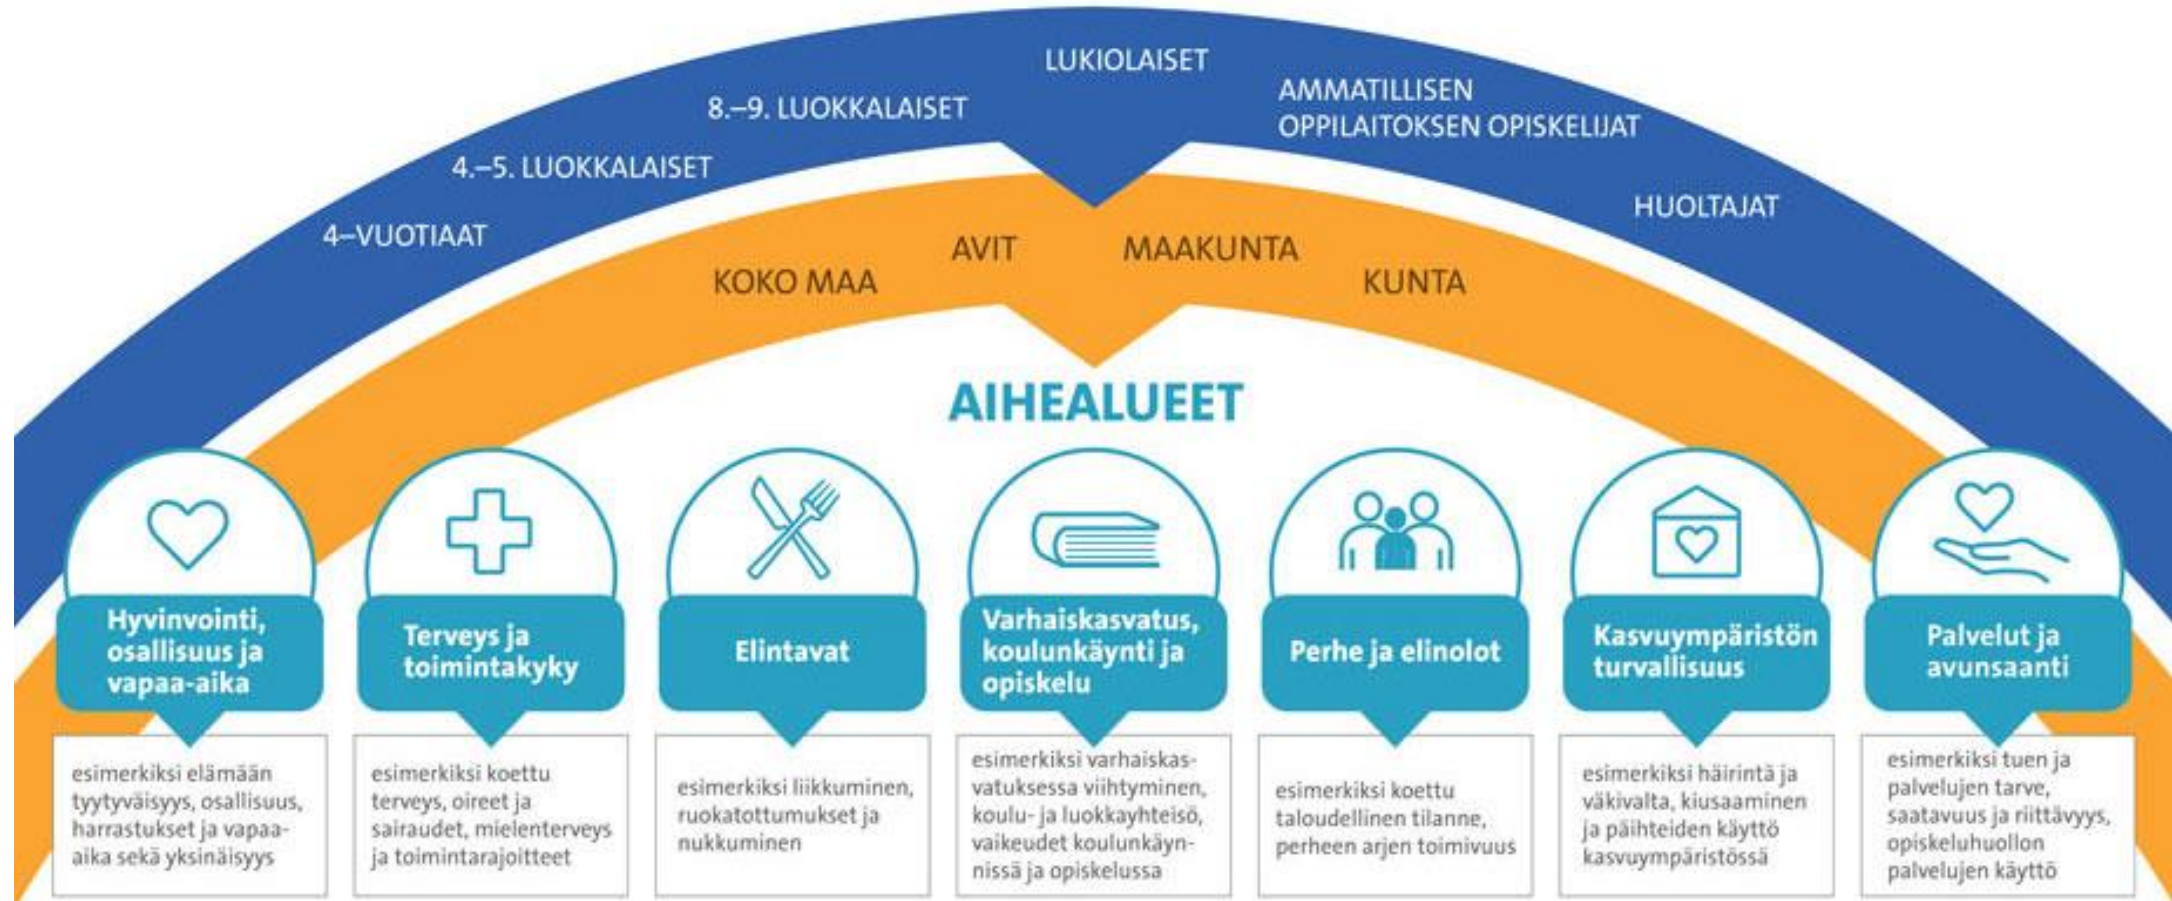 LUKIOLAISET
8.–9. LUOKKALAISET
AMMATILLISEN
OPPILAITOKSEN OPISKELIJAT
4.–5. LUOKKALAISET
4–VUOTIAAT
HUOLTAJAT
KOKO MAA
AVIT
MAAKUNTA
KUNTA
AIHEALUEET
Hyvinvointi,
osallisuus ja
vapaa-aika
esimerkiksi elämään
tyytyväisyys, osallisuus,
harrastukset ja vapaa-
aika sekä yksinäisyys
Terveys ja
toimintakyky
esimerkiksi koettu
terveys, oireet ja
sairaudet, mielenterveys
ja toimintarajoitteet
Elintavat
esimerkiksi liikkuminen,
ruokatottumukset ja
nukkuminen
Varhaiskasvatus,
koulunkäynti ja
opiskelu
esimerkiksi varhaiskas-
vatuksessa viihtyminen,
koulu- ja luokkayhteisö,
vaikeudet koulunkäyn-
nissä ja opiskelussa
Perhe ja elinolot
esimerkiksi koettu
taloudellinen tilanne,
perheen arjen toimivuus
Kasvuympäristön
turvallisuus
esimerkiksi häirintä ja
väkivalta, kiusaaminen
ja päihteiden käyttö
kasvuympäristössä
Palvelut ja
avunsaanti
esimerkiksi tuen ja
palvelujen tarve,
saatavuus ja riittävyys,
opiskeluhuollon
palvelujen käyttö